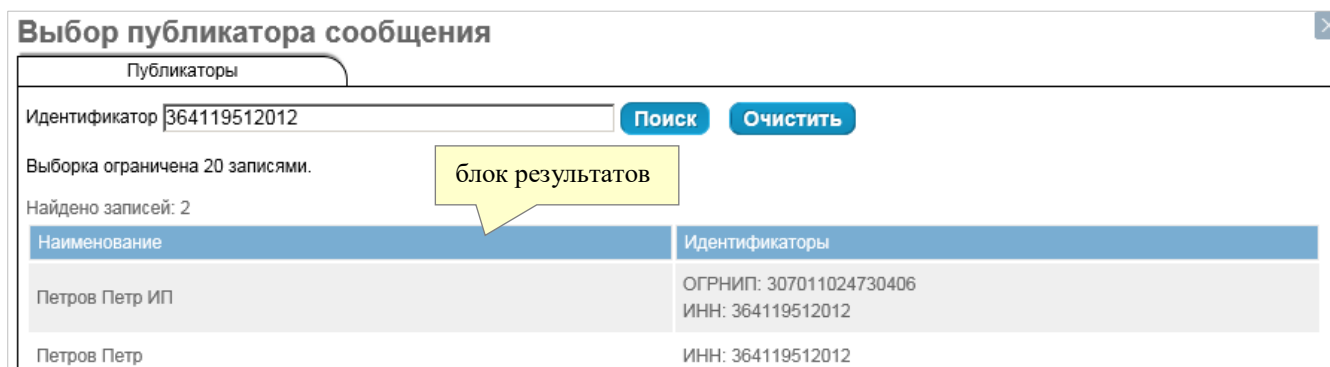 Выбор публикатора сообщения
Публикаторы
Идентификатор 364119512012 Поиск Очистить
Выборка ограничена 20 записями.
блок результатов
Найдено записей: 2
Наименование Идентификаторы
Петров Петр ИП ОГРНИП: 307011024730406
ИНН: 364119512012
Петров Петр ИНН: 364119512012